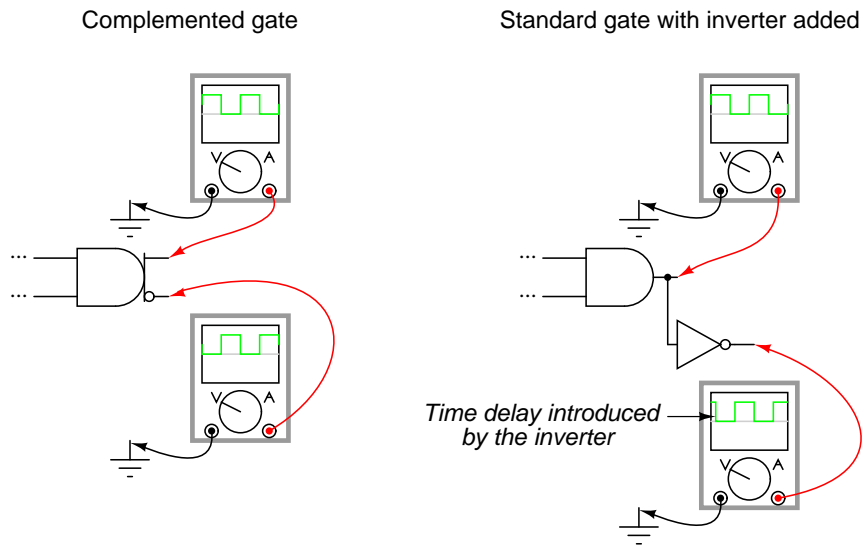 Complemented gate
Standard gate with inverter added
V A
V A
...
...
...
...
V A
Time delay introduced
by the inverter
V A